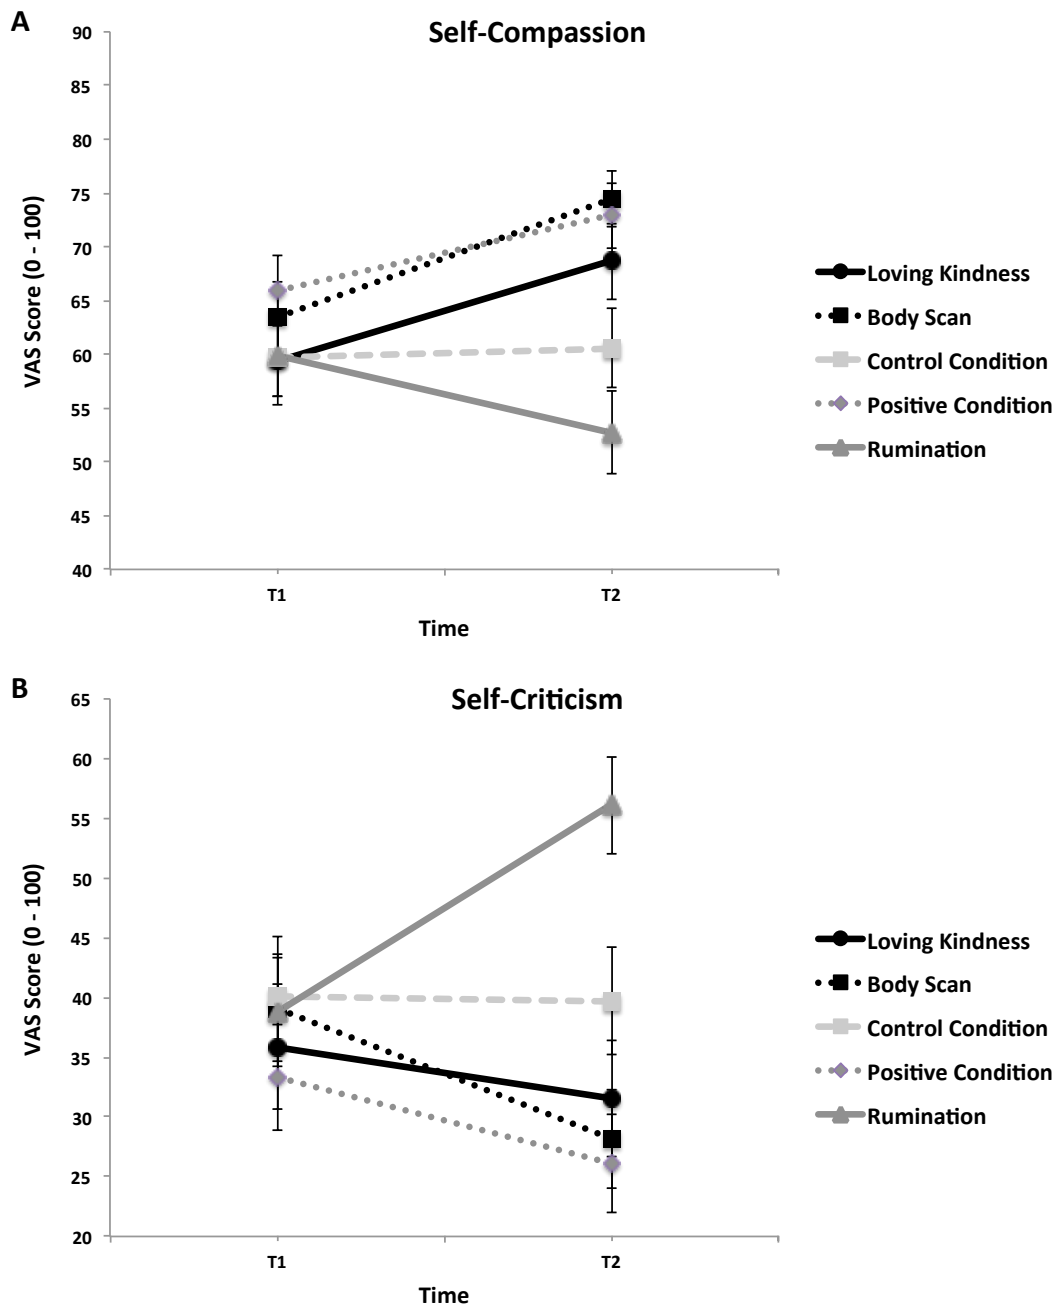 A
Self-Compassion
90
85
80
75
70
65
60
55
50
45
40
VAS Score (0 - 100)
T1
T2
Time
Loving Kindness
Body Scan
Control Condition
Positive Condition
Rumination
B
Self-Criticism
65
60
55
50
45
40
35
30
25
20
VAS Score (0 - 100)
T1
T2
Time
Loving Kindness
Body Scan
Control Condition
Positive Condition
Rumination